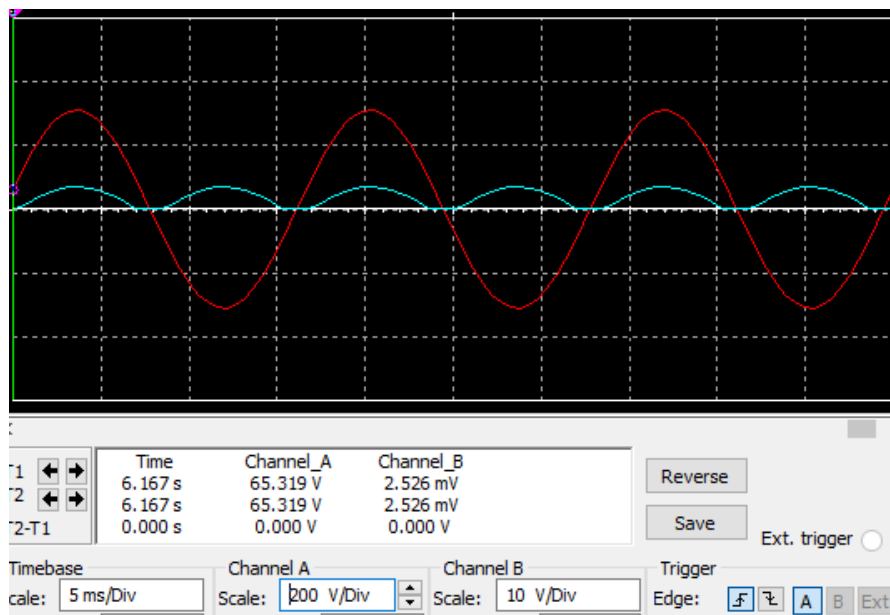 Time Channel_A Channel_B
T1 6.167 s 65.319 V 2.526 mV
T2 6.167 s 65.319 V 2.526 mV
T2-T1 0.000 s 0.000 V 0.000 V
Reverse
Save
Ext. trigger
Timebase
cale: 5 ms/Div
Channel A
Scale: 200 V/Div
Channel B
Scale: 10 V/Div
Trigger
Edge: A B Ext